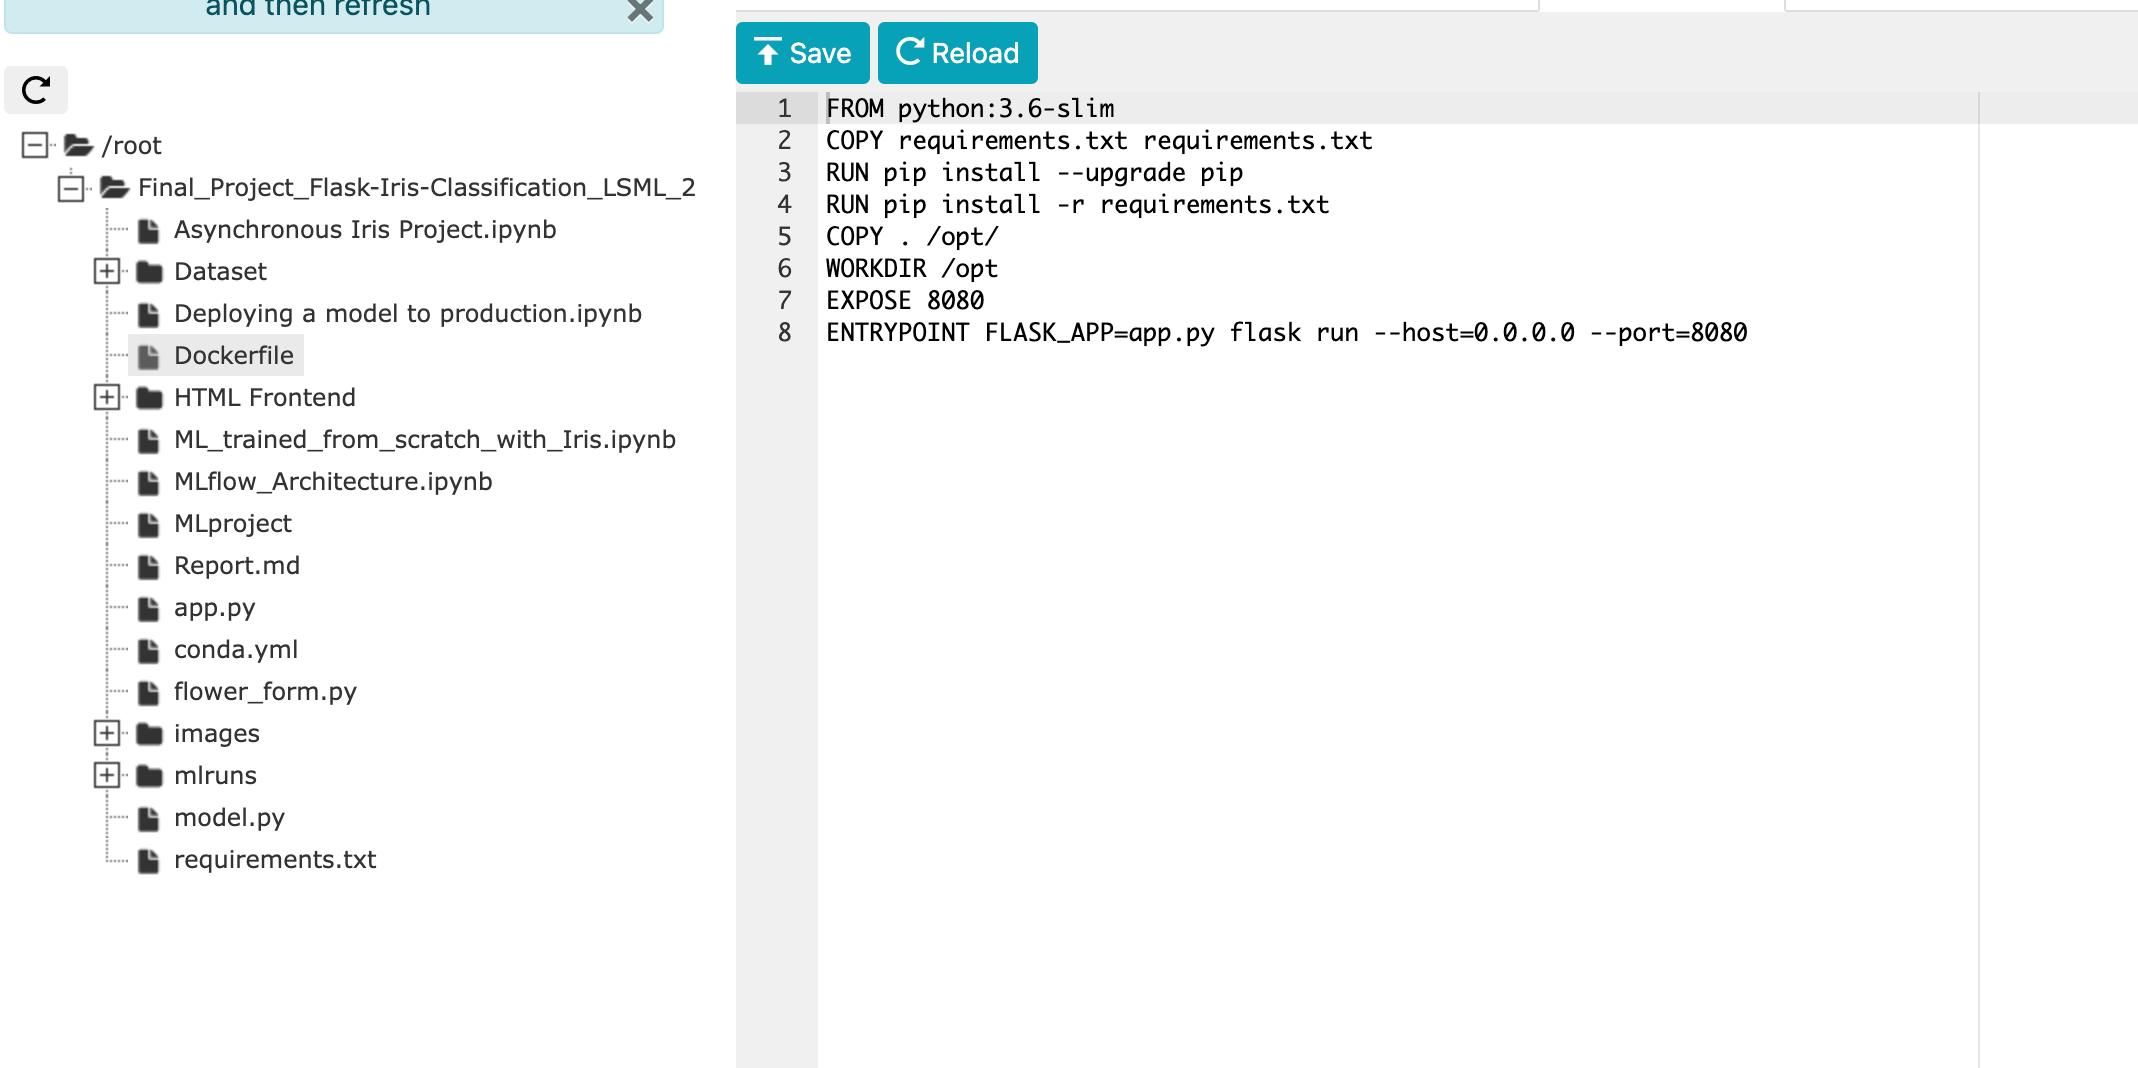 and then refresh
/root
Final_Project_Flask-Iris-Classification_LSML_2
Asynchronous Iris Project.ipynb
Dataset
Deploying a model to production.ipynb
Dockerfile
HTML Frontend
ML_trained_from_scratch_with_Iris.ipynb
MLflow_Architecture.ipynb
MLproject
Report.md
app.py
conda.yml
flower_form.py
images
mlruns
model.py
requirements.txt
Save Reload
1 FROM python:3.6-slim
2 COPY requirements.txt requirements.txt
3 RUN pip install --upgrade pip
4 RUN pip install -r requirements.txt
5 COPY . /opt/
6 WORKDIR /opt
7 EXPOSE 8080
8 ENTRYPOINT FLASK_APP=app.py flask run --host=0.0.0.0 --port=8080